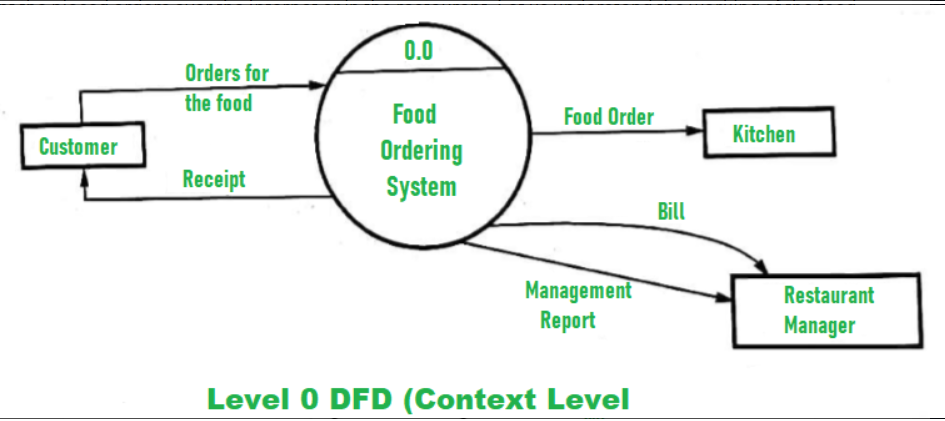 0.0
Orders for
the food
Food
Ordering
System
Customer
Receipt
Food Order
Kitchen
Bill
Management
Report
Restaurant
Manager
Level 0 DFD (Context Level